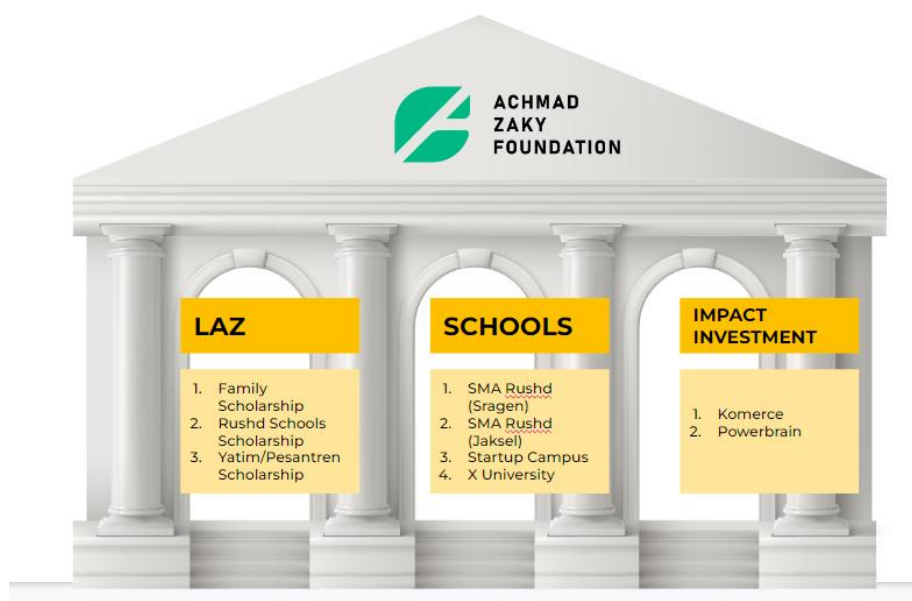 ACHMAD
ZAKY
FOUNDATION
LAZ
1. Family
Scholarship
2. Rushd Schools
Scholarship
3. Yatim/Pesantren
Scholarship
SCHOOLS
1. SMA Rushd
(Sragen)
2. SMA Rushd
(Jaksel)
3. Startup Campus
4. X University
IMPACT
INVESTMENT
1. Komerce
2. Powerbrain